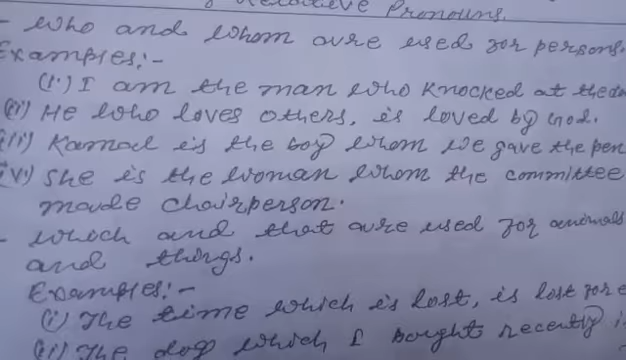 Relative Pronouns.
- who and whom are used for persons.
Examples:-
(i) I am the man who knocked at the do
(ii) He who loves others, is loved by God.
(iii) Kamal is the boy whom we gave the pen
(iv) She is the woman whom the committee
made chairperson.
- which and that are used for animals
and things.
Examples:-
(i) The time which is lost, is lost for e
(ii) The dog which I bought recently i